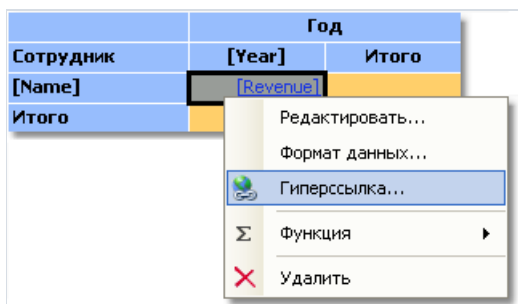 Год
Сотрудник [Year] Итого
[Name] [Revenue]
Итого
Редактировать...
Формат данных...
Гиперссылка...
Σ Функция
Удалить